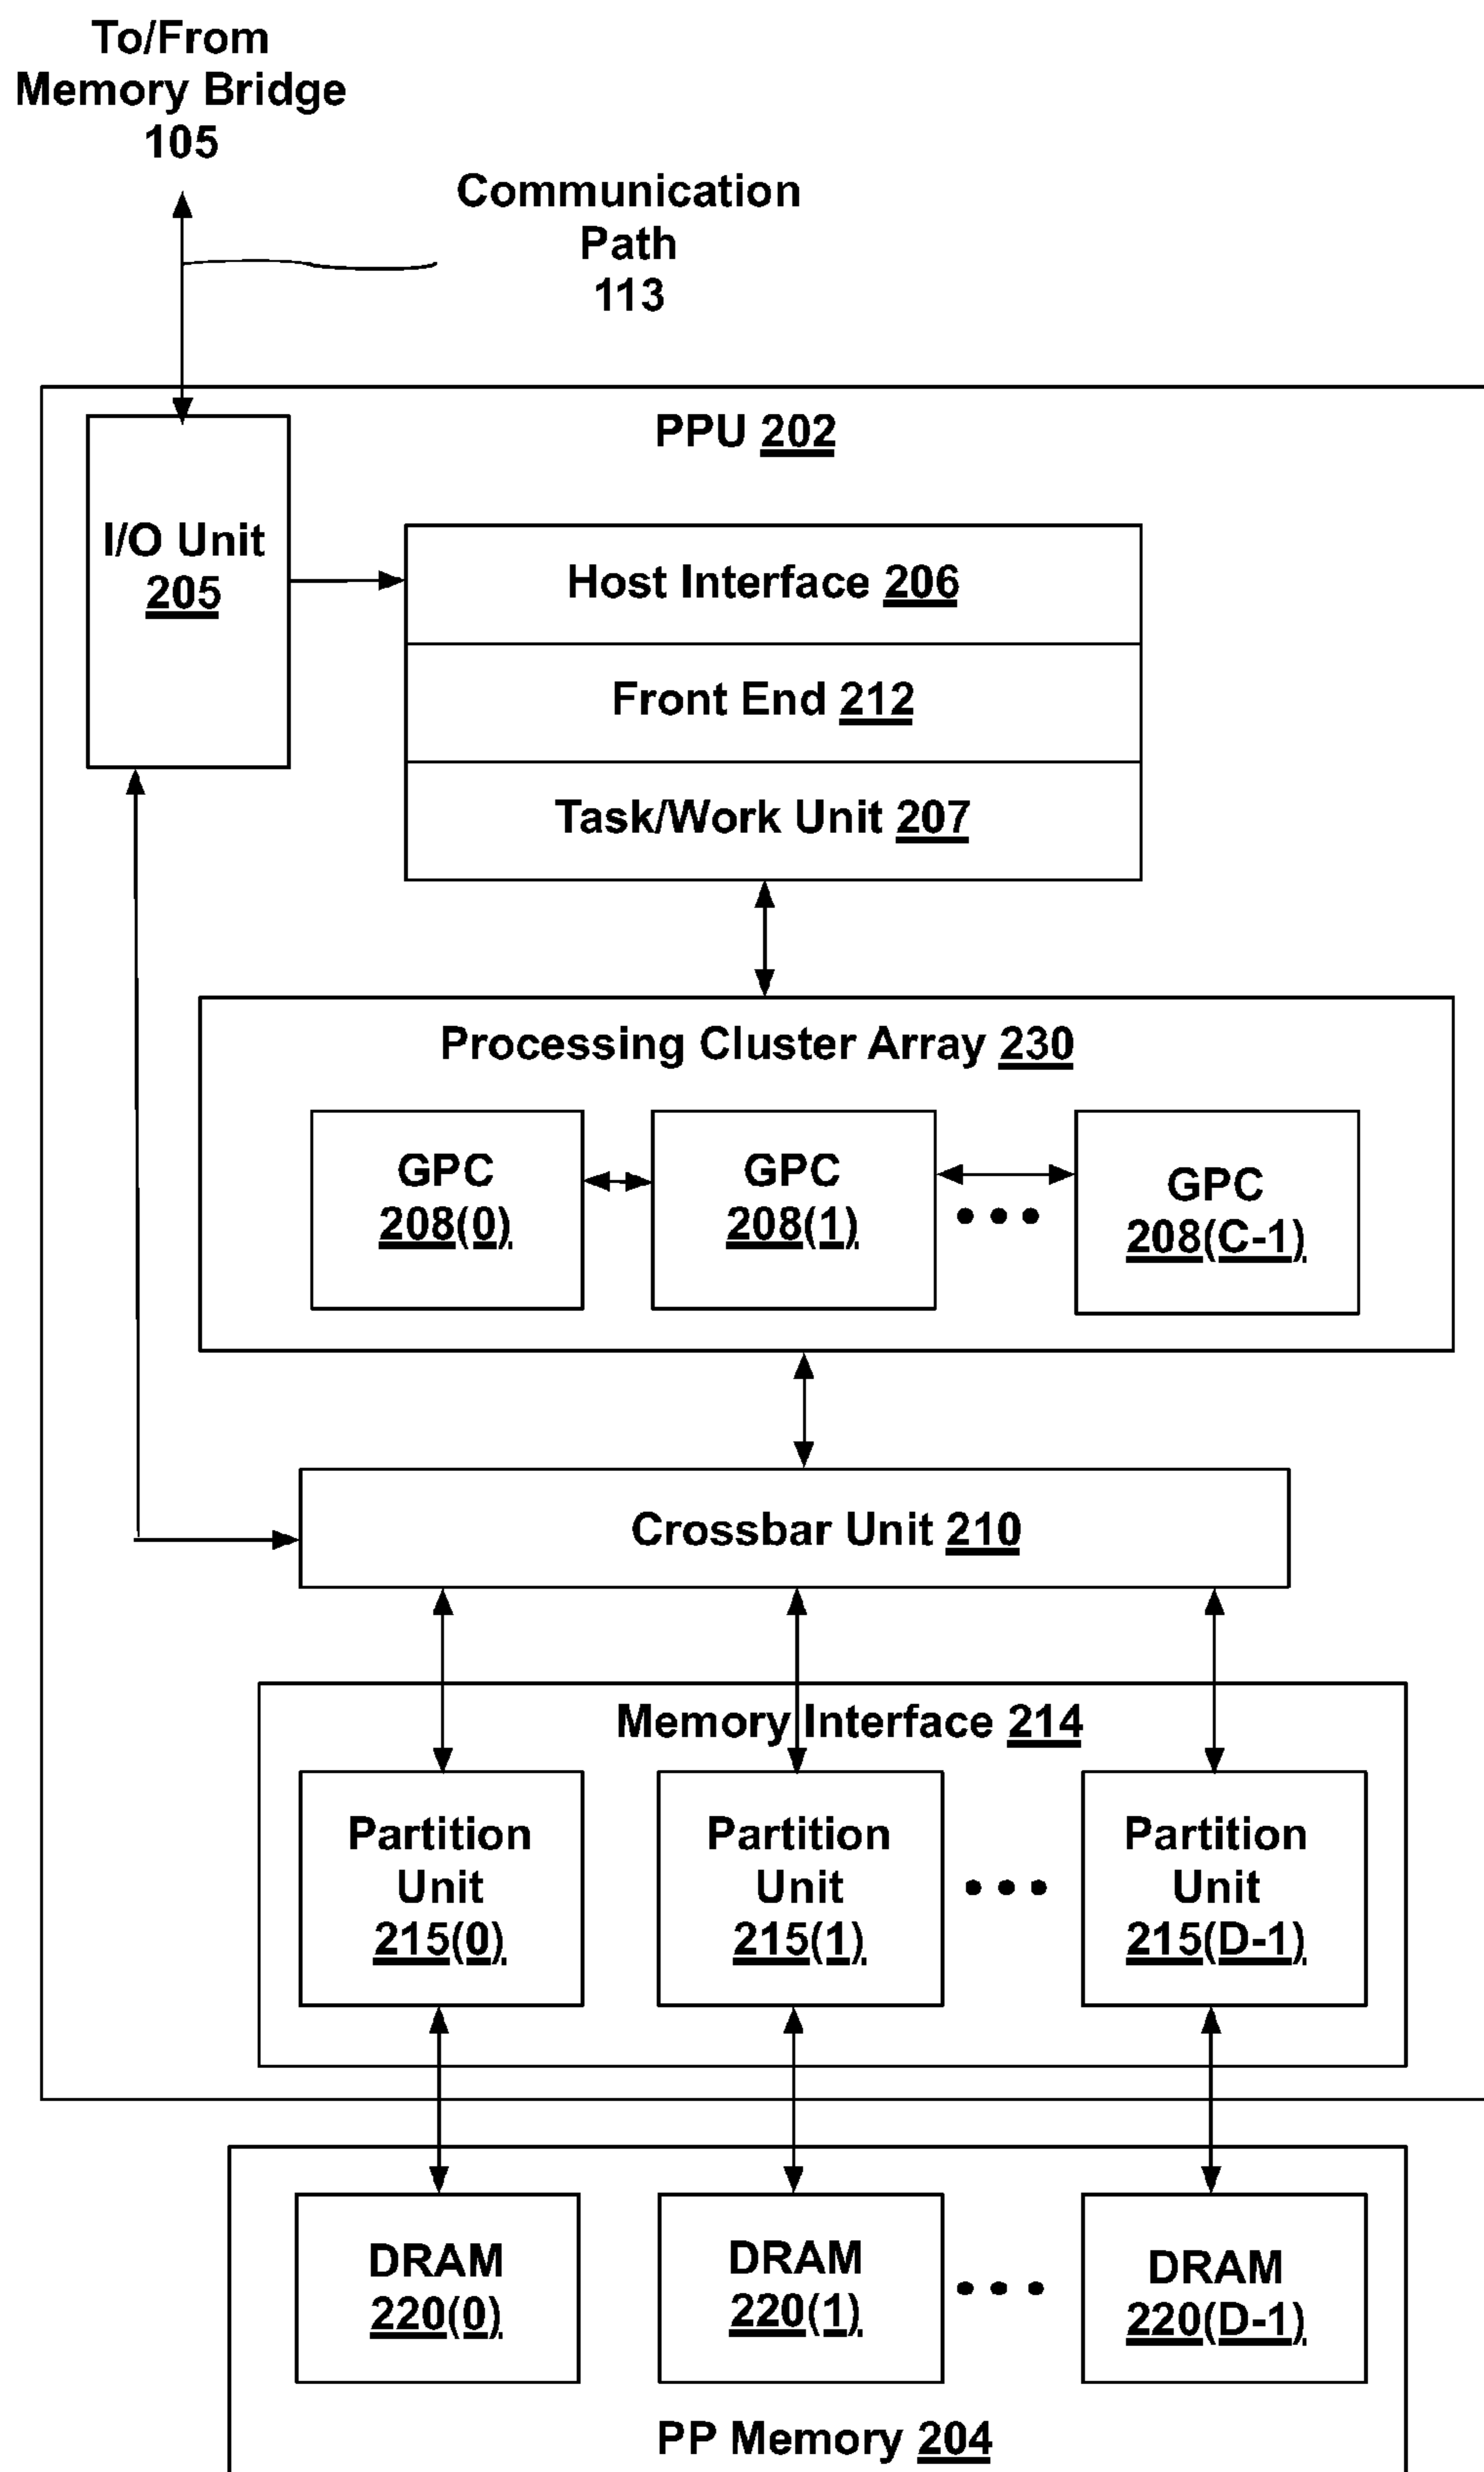 To/From
Memory Bridge
105
Communication
Path
113
PPU 202
I/O Unit
205
Host Interface 206
Front End 212
Task/Work Unit 207
Processing Cluster Array 230
GPC
208(0)
GPC
208(1)
GPC
208(C-1)
Crossbar Unit 210
Memory Interface 214
Partition
Unit
215(0)
Partition
Unit
215(1)
Partition
Unit
215(D-1)
DRAM
220(0)
DRAM
220(1)
DRAM
220(D-1)
PP Memory 204